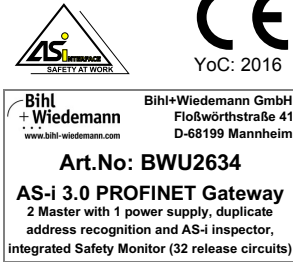 ASi
INTERFACE
SAFETY AT WORK
CE
YoC: 2016
Bihl
+ Wiedemann
www.bihl-wiedemann.com
Bihl+Wiedemann GmbH
Floßwörthstraße 41
D-68199 Mannheim
Art.No: BWU2634
AS-i 3.0 PROFINET Gateway
2 Master with 1 power supply, duplicate
address recognition and AS-i inspector,
integrated Safety Monitor (32 release circuits)